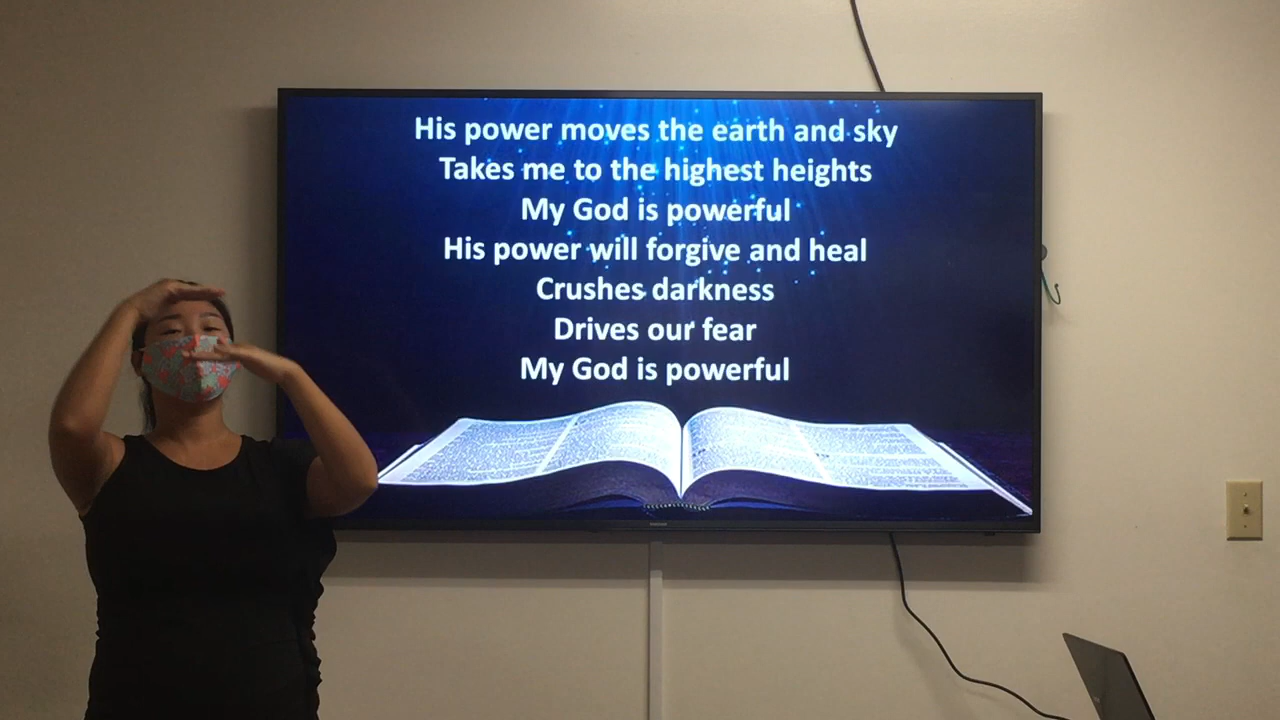 His power moves the earth and sky
Takes me to the highest heights
My God is powerful
His power will forgive and heal
Crushes darkness
Drives our fear
My God is powerful